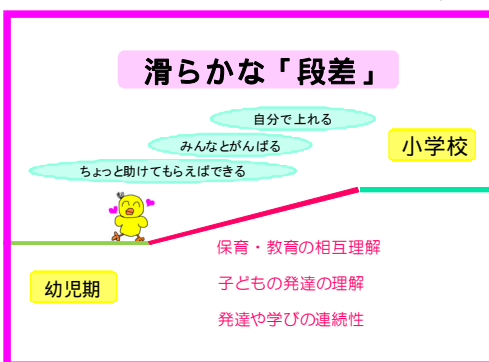 滑らかな「段差」
自分で上れる
みんなとがんばる
小学校
ちょっと助けてもらえばできる
保育・教育の相互理解
幼児期
子どもの発達の理解
発達や学びの連続性